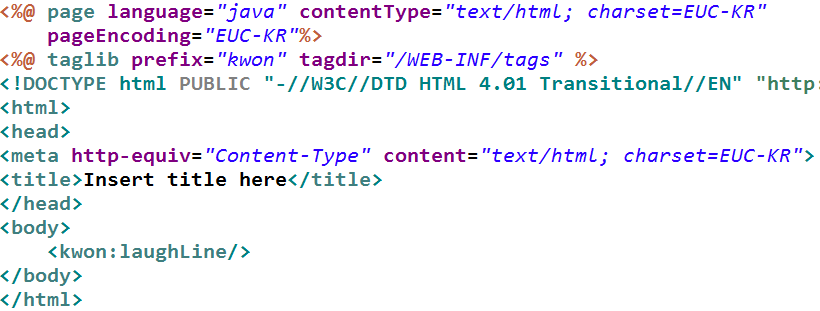 <%@ page language="java" contentType="text/html; charset=EUC-KR"
    pageEncoding="EUC-KR"%>
<%@ taglib prefix="kwon" tagdir="/WEB-INF/tags" %>
<!DOCTYPE html PUBLIC "-//W3C//DTD HTML 4.01 Transitional//EN" "http:
<html>
<head>
<meta http-equiv="Content-Type" content="text/html; charset=EUC-KR">
<title>Insert title here</title>
</head>
<body>
    <kwon:laughLine/>
</body>
</html>